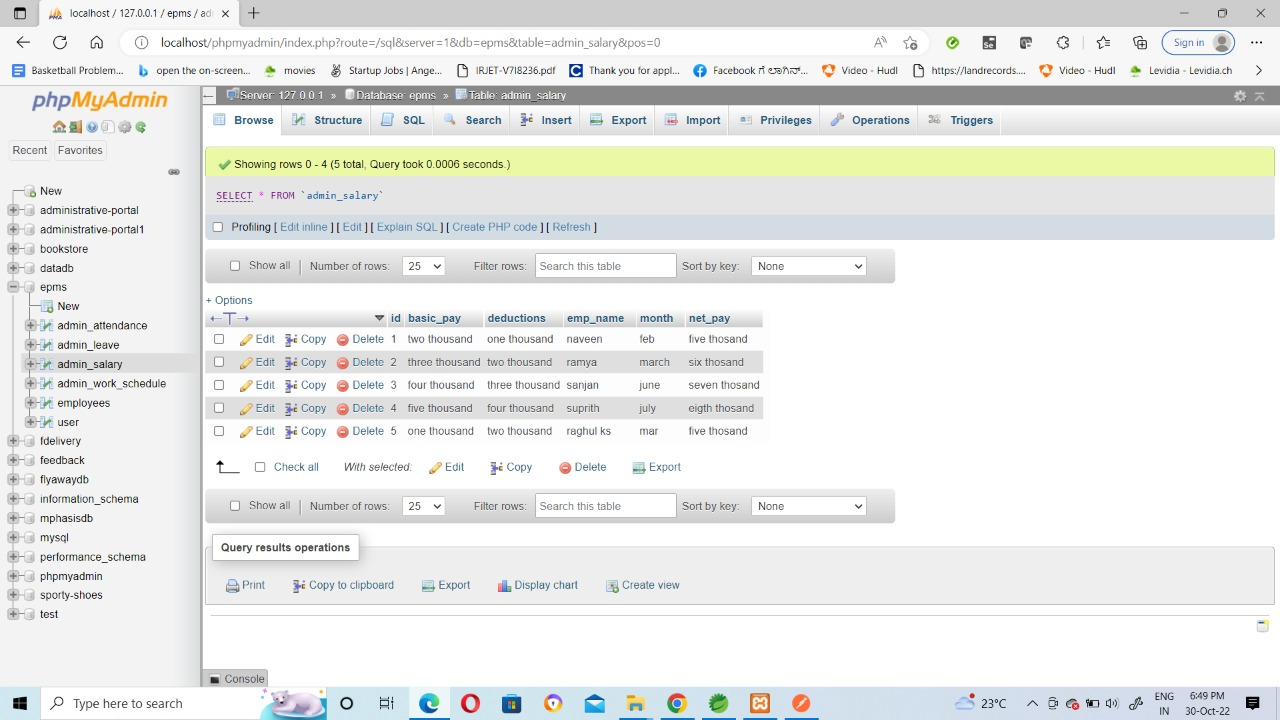 localhost / 127.0.0.1 / epms / adi
localhost/phpmyadmin/index.php?route=/sql&server=1&db=epms&table=admin_salary&pos=0
Sign in
Basketball Problem...
open the on-screen...
movies
Startup Jobs | Ange...
IRJET-V7I8236.pdf
Thank you for appl...
Video - Hudl
https://landrecords...
Video - Hudl
Levidia - Levidia.ch
phpMyAdmin
Recent
Favorites
New
administrative-portal
administrative-portal1
bookstore
datadb
epms
New
admin_attendance
admin_leave
admin_salary
admin_work_schedule
employees
user
fdelivery
feedback
flyawaydb
information_schema
mphasisdb
mysql
performance_schema
phpmyadmin
sporty-shoes
test
Server: 127.0.0.1 » Database: epms » Table: admin_salary
Browse Structure SQL Search Insert Export Import Privileges Operations Triggers
Showing rows 0 - 4 (5 total, Query took 0.0006 seconds.)
SELECT * FROM `admin_salary`
Profiling [ Edit inline ] [ Edit ] [ Explain SQL ] [ Create PHP code ] [ Refresh ]
Show all | Number of rows: 25 Filter rows: Search this table Sort by key: None
+ Options
id basic_pay deductions emp_name month net_pay
Edit Copy Delete 1 two thousand one thousand naveen feb five thosand
Edit Copy Delete 2 three thousand two thousand ramya march six thosand
Edit Copy Delete 3 four thousand three thousand sanjan june seven thosand
Edit Copy Delete 4 five thousand four thousand suprith july eigth thosand
Edit Copy Delete 5 one thousand two thousand raghul ks mar five thosand
Check all With selected: Edit Copy Delete Export
Show all | Number of rows: 25 Filter rows: Search this table Sort by key: None
Query results operations
Print Copy to clipboard Export Display chart Create view
Console
Type here to search
23°C
ENG
IN
6:49 PM
30-Oct-22